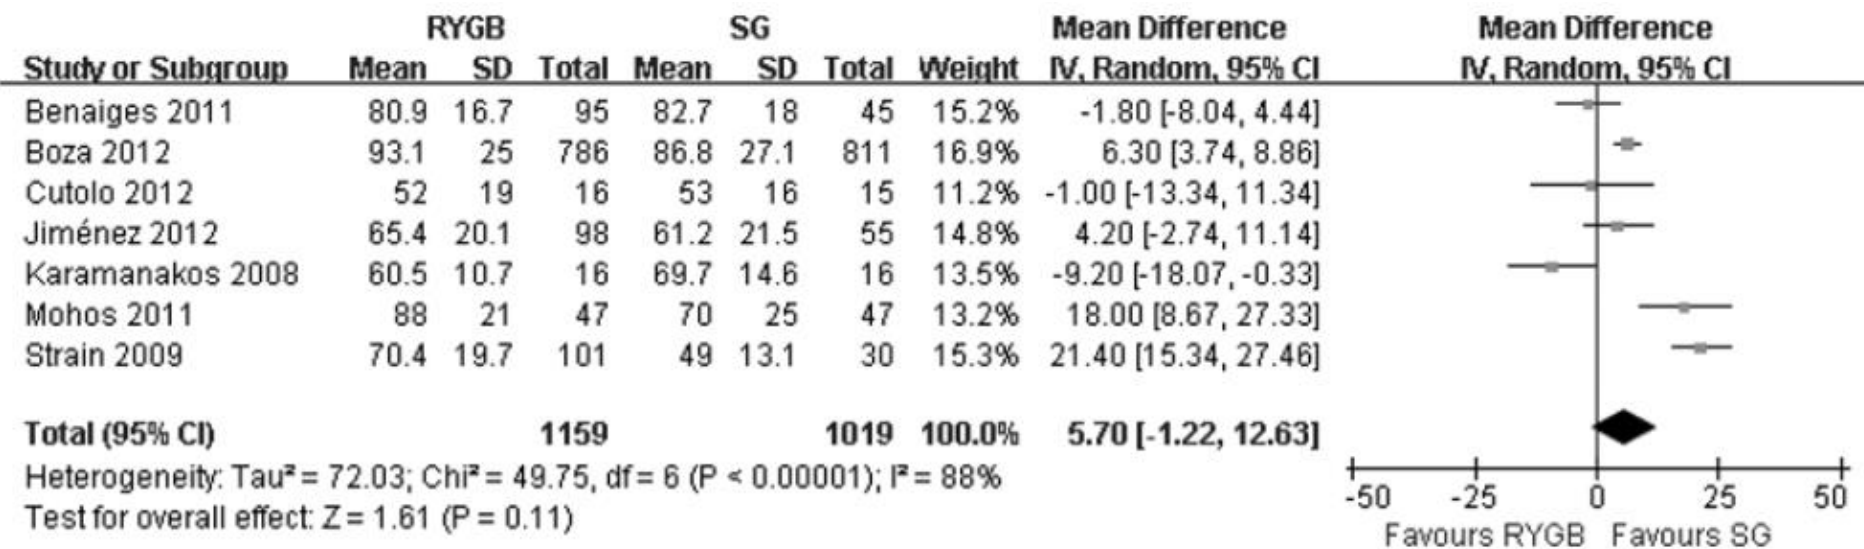 RYGB SG Mean Difference Mean Difference
Study or Subgroup Mean SD Total Mean SD Total Weight IV, Random, 95% CI IV, Random, 95% CI
Benaiges 2011 80.9 16.7 95 82.7 18 45 15.2% -1.80 [-8.04, 4.44]
Boza 2012 93.1 25 786 86.8 27.1 811 16.9% 6.30 [3.74, 8.86]
Cutolo 2012 52 19 16 53 16 15 11.2% -1.00 [-13.34, 11.34]
Jiménez 2012 65.4 20.1 98 61.2 21.5 55 14.8% 4.20 [-2.74, 11.14]
Karamanakos 2008 60.5 10.7 16 69.7 14.6 16 13.5% -9.20 [-18.07, -0.33]
Mohos 2011 88 21 47 70 25 47 13.2% 18.00 [8.67, 27.33]
Strain 2009 70.4 19.7 101 49 13.1 30 15.3% 21.40 [15.34, 27.46]
Total (95% CI) 1159 1019 100.0% 5.70 [-1.22, 12.63]
Heterogeneity: Tau² = 72.03; Chi² = 49.75, df = 6 (P < 0.00001); I² = 88%
Test for overall effect: Z = 1.61 (P = 0.11)
-50 -25 0 25 50
Favours RYGB Favours SG